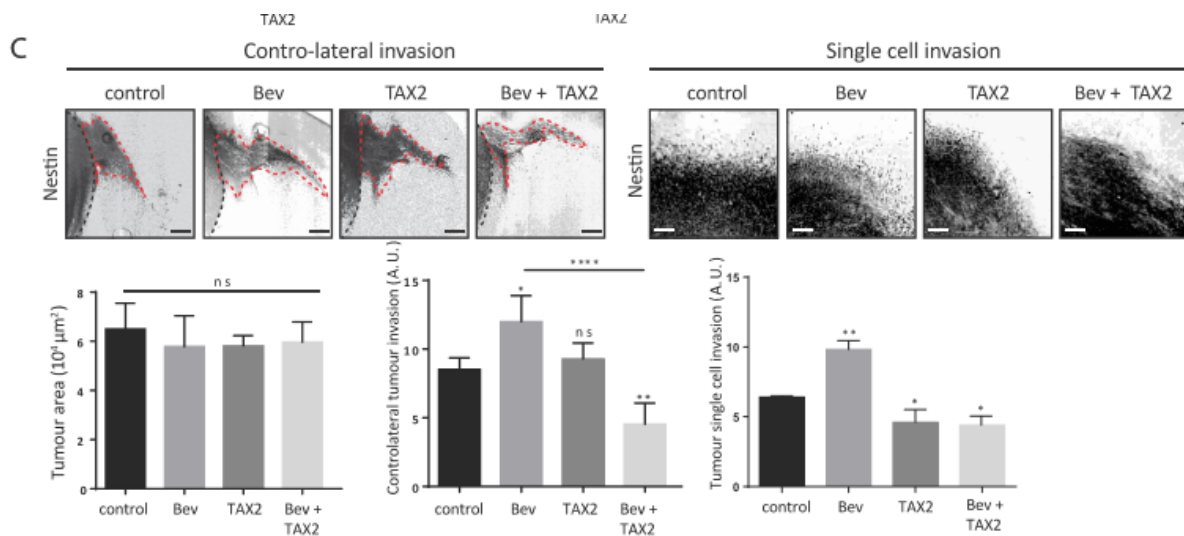 TAX2 TAX2
C
Contro-lateral invasion Single cell invasion
control Bev TAX2 Bev + TAX2 control Bev TAX2 Bev + TAX2
Nestin Nestin
ns
Tumour area (10⁴ µm²)
8
6
4
2
0
control Bev TAX2 Bev +
TAX2
****
* ns **
Controlateral tumour invasion (A.U.)
15
10
5
0
control Bev TAX2 Bev +
TAX2
** * *
Tumour single cell invasion (A.U.)
15
10
5
0
control Bev TAX2 Bev +
TAX2